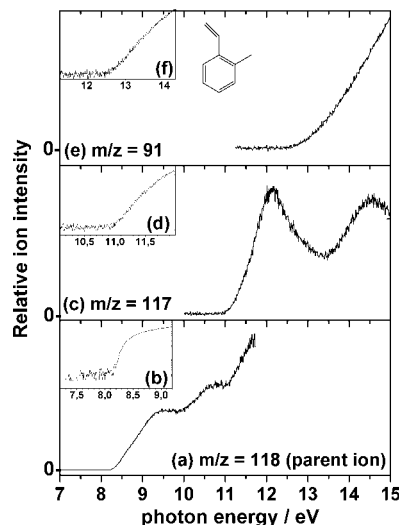 (f)
12 13 14
0
(e) m/z = 91
(d)
10,5 11,0 11,5
Relative ion intensity
0
(c) m/z = 117
(b)
7,5 8,0 8,5 9,0
0
(a) m/z = 118 (parent ion)
7 8 9 10 11 12 13 14 15
photon energy / eV